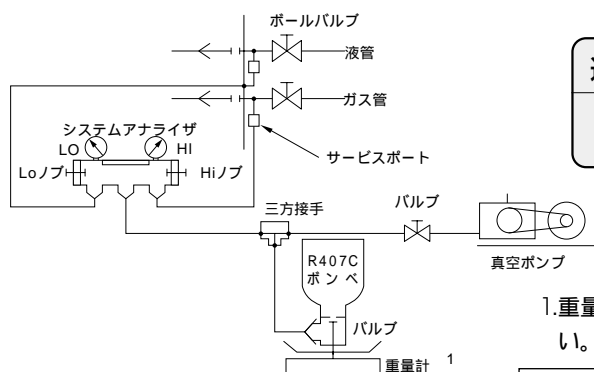 ボールバルブ
液管
ガス管
システムアナライザ
LO
HI
Loノブ
Hiノブ
サービスポート
三方接手
バルブ
R407C
ボンベ
真空ポンプ
バルブ
重量計 1
1.重量
い。